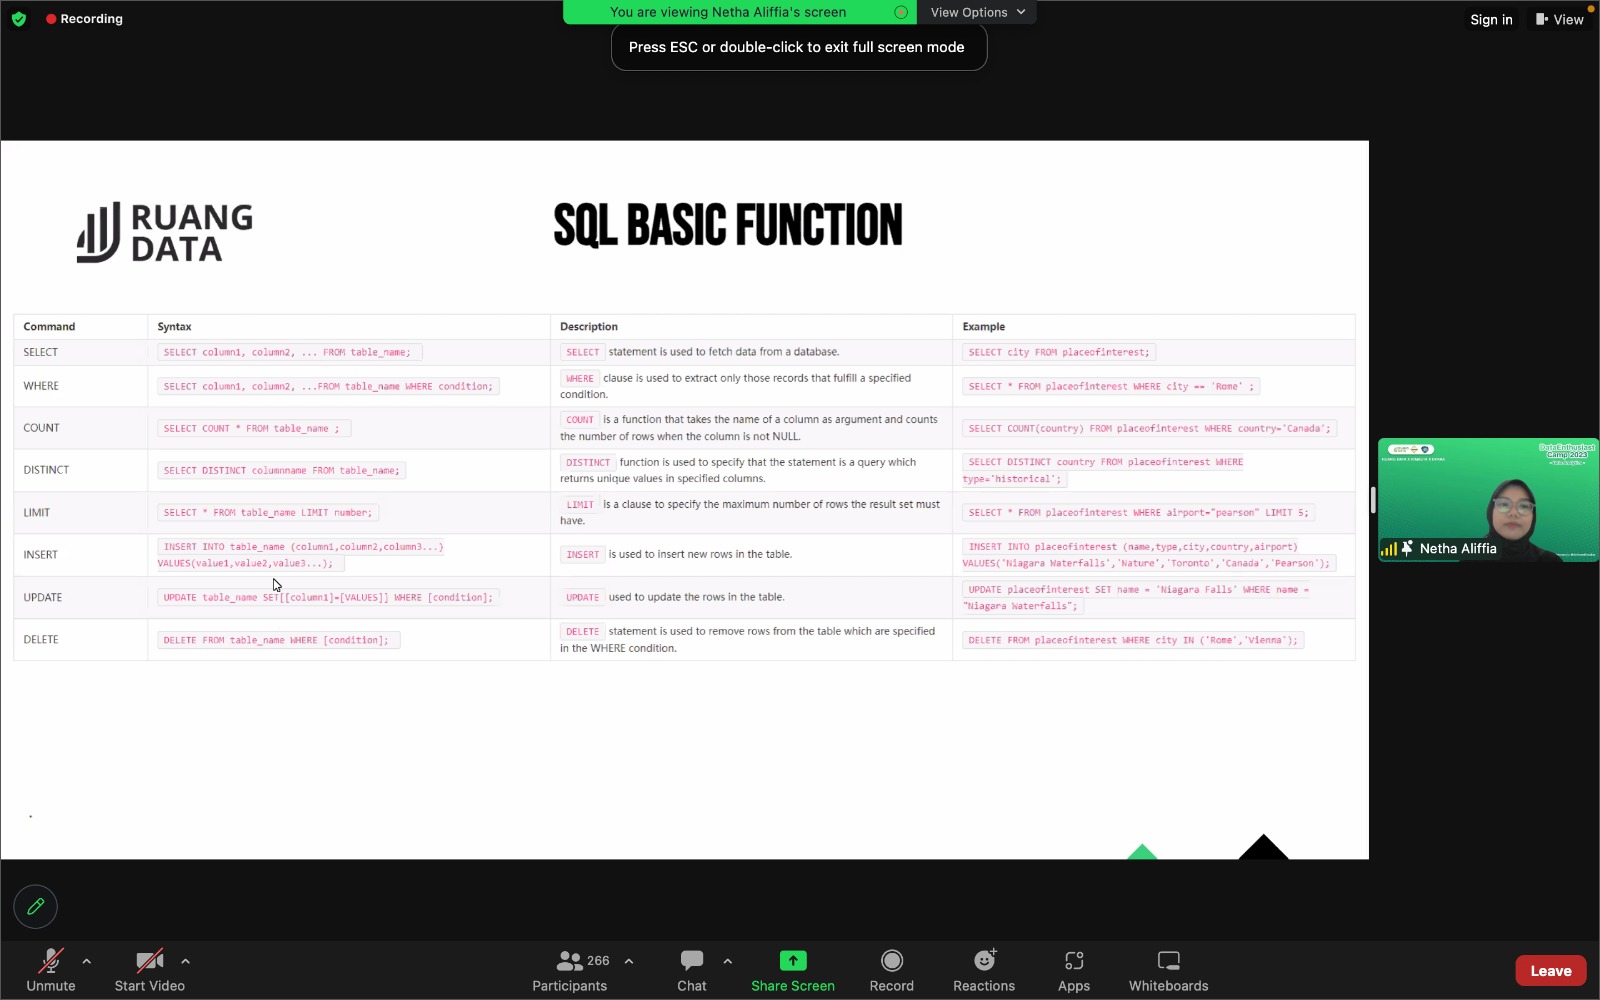 Recording
You are viewing Netha Aliffia's screen
View Options
Sign in
View
Press ESC or double-click to exit full screen mode
RUANG
DATA
SQL BASIC FUNCTION
Command Syntax Description Example
SELECT SELECT column1, column2, ... FROM table_name; SELECT statement is used to fetch data from a database. SELECT city FROM placeofinterest;
WHERE SELECT column1, column2, ...FROM table_name WHERE condition; WHERE clause is used to extract only those records that fulfill a specified
condition. SELECT * FROM placeofinterest WHERE city == 'Rome' ;
COUNT SELECT COUNT * FROM table_name ; COUNT is a function that takes the name of a column as argument and counts
the number of rows when the column is not NULL. SELECT COUNT(country) FROM placeofinterest WHERE country='Canada';
DISTINCT SELECT DISTINCT columnname FROM table_name; DISTINCT function is used to specify that the statement is a query which
returns unique values in specified columns. SELECT DISTINCT country FROM placeofinterest WHERE
type='historical';
LIMIT SELECT * FROM table_name LIMIT number; LIMIT is a clause to specify the maximum number of rows the result set must
have. SELECT * FROM placeofinterest WHERE airport="pearson" LIMIT 5;
INSERT INSERT INTO table_name (column1,column2,column3...)
VALUES(value1,value2,value3...); INSERT is used to insert new rows in the table. INSERT INTO placeofinterest (name,type,city,country,airport)
VALUES('Niagara Waterfalls','Nature','Toronto','Canada','Pearson');
UPDATE UPDATE table_name SET[[column1]=[VALUES]] WHERE [condition]; UPDATE used to update the rows in the table. UPDATE placeofinterest SET name = 'Niagara Falls' WHERE name =
"Niagara Waterfalls";
DELETE DELETE FROM table_name WHERE [condition]; DELETE statement is used to remove rows from the table which are specified
in the WHERE condition. DELETE FROM placeofinterest WHERE city IN ('Rome','Vienna');
DataEnthusiast
Camp 2023
Netha Aliffia
Unmute
Start Video
266
Participants
Chat
Share Screen
Record
Reactions
Apps
Whiteboards
Leave